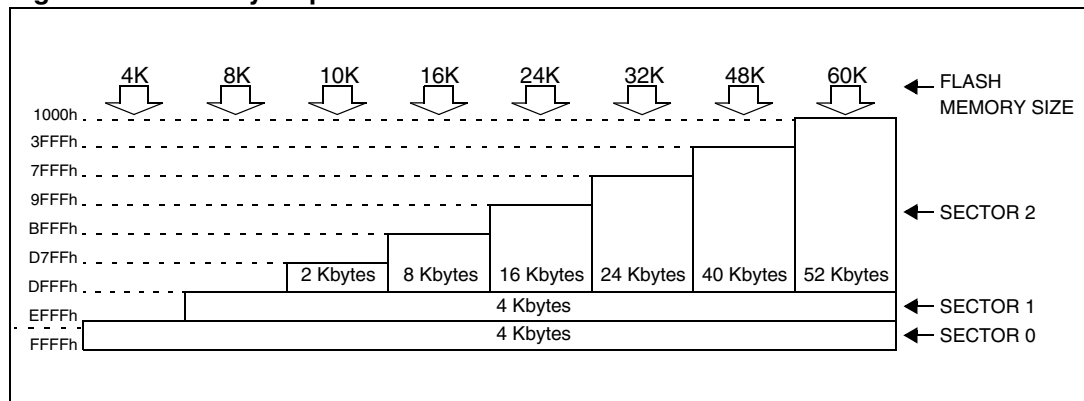 4K 8K 10K 16K 24K 32K 48K 60K
FLASH
MEMORY SIZE
1000h
3FFFh
7FFFh
9FFFh
SECTOR 2
BFFFh
D7FFh
2 Kbytes 8 Kbytes 16 Kbytes 24 Kbytes 40 Kbytes 52 Kbytes
DFFFh
4 Kbytes
SECTOR 1
EFFFh
4 Kbytes
SECTOR 0
FFFFh